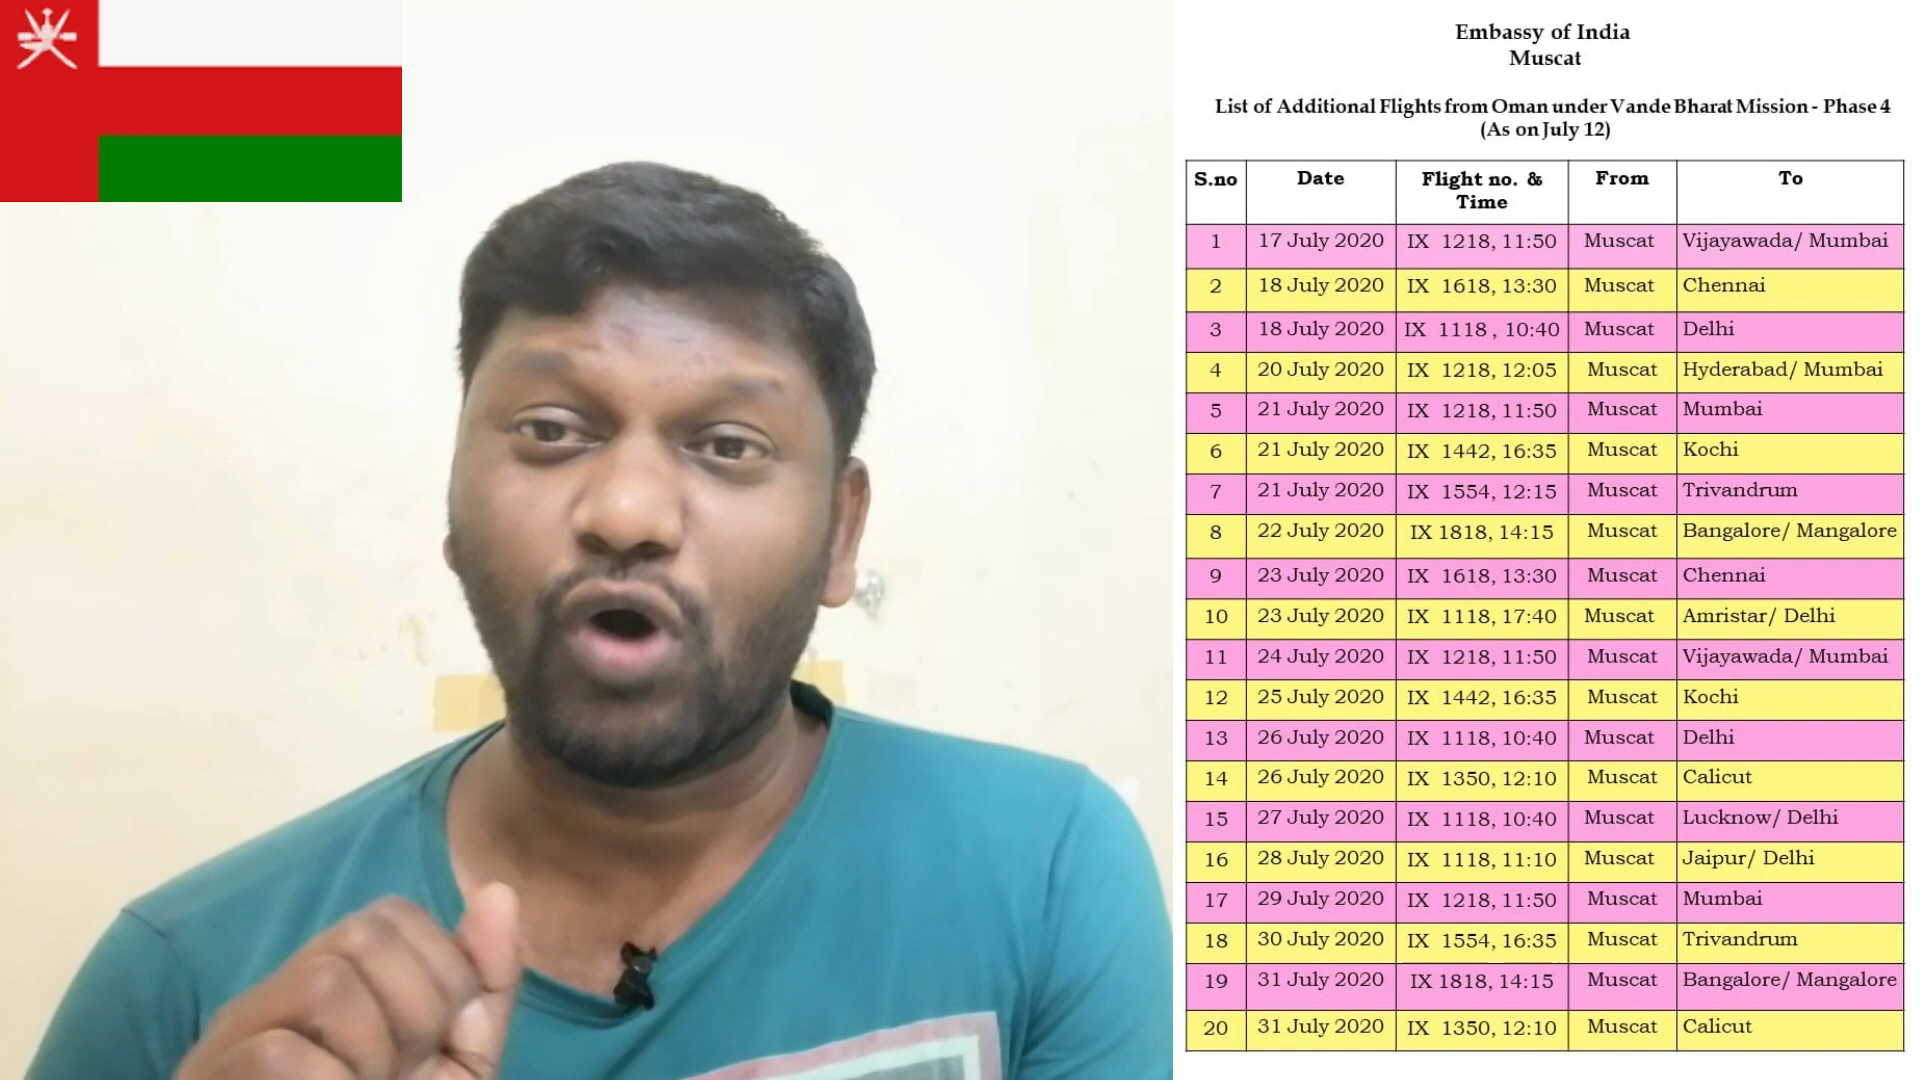 Embassy of India
Muscat
List of Additional Flights from Oman under Vande Bharat Mission - Phase 4
(As on July 12)
S.no Date Flight no. & Time From To
1 17 July 2020 IX 1218, 11:50 Muscat Vijayawada/ Mumbai
2 18 July 2020 IX 1618, 13:30 Muscat Chennai
3 18 July 2020 IX 1118 , 10:40 Muscat Delhi
4 20 July 2020 IX 1218, 12:05 Muscat Hyderabad/ Mumbai
5 21 July 2020 IX 1218, 11:50 Muscat Mumbai
6 21 July 2020 IX 1442, 16:35 Muscat Kochi
7 21 July 2020 IX 1554, 12:15 Muscat Trivandrum
8 22 July 2020 IX 1818, 14:15 Muscat Bangalore/ Mangalore
9 23 July 2020 IX 1618, 13:30 Muscat Chennai
10 23 July 2020 IX 1118, 17:40 Muscat Amristar/ Delhi
11 24 July 2020 IX 1218, 11:50 Muscat Vijayawada/ Mumbai
12 25 July 2020 IX 1442, 16:35 Muscat Kochi
13 26 July 2020 IX 1118, 10:40 Muscat Delhi
14 26 July 2020 IX 1350, 12:10 Muscat Calicut
15 27 July 2020 IX 1118, 10:40 Muscat Lucknow/ Delhi
16 28 July 2020 IX 1118, 11:10 Muscat Jaipur/ Delhi
17 29 July 2020 IX 1218, 11:50 Muscat Mumbai
18 30 July 2020 IX 1554, 16:35 Muscat Trivandrum
19 31 July 2020 IX 1818, 14:15 Muscat Bangalore/ Mangalore
20 31 July 2020 IX 1350, 12:10 Muscat Calicut